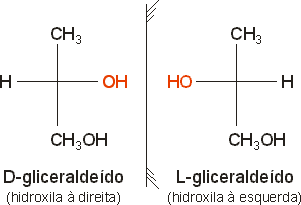 CH₃ CH₃
H OH HO H
CH₃OH CH₃OH
D-gliceraldeído L-gliceraldeído
(hidroxila à direita) (hidroxila à esquerda)